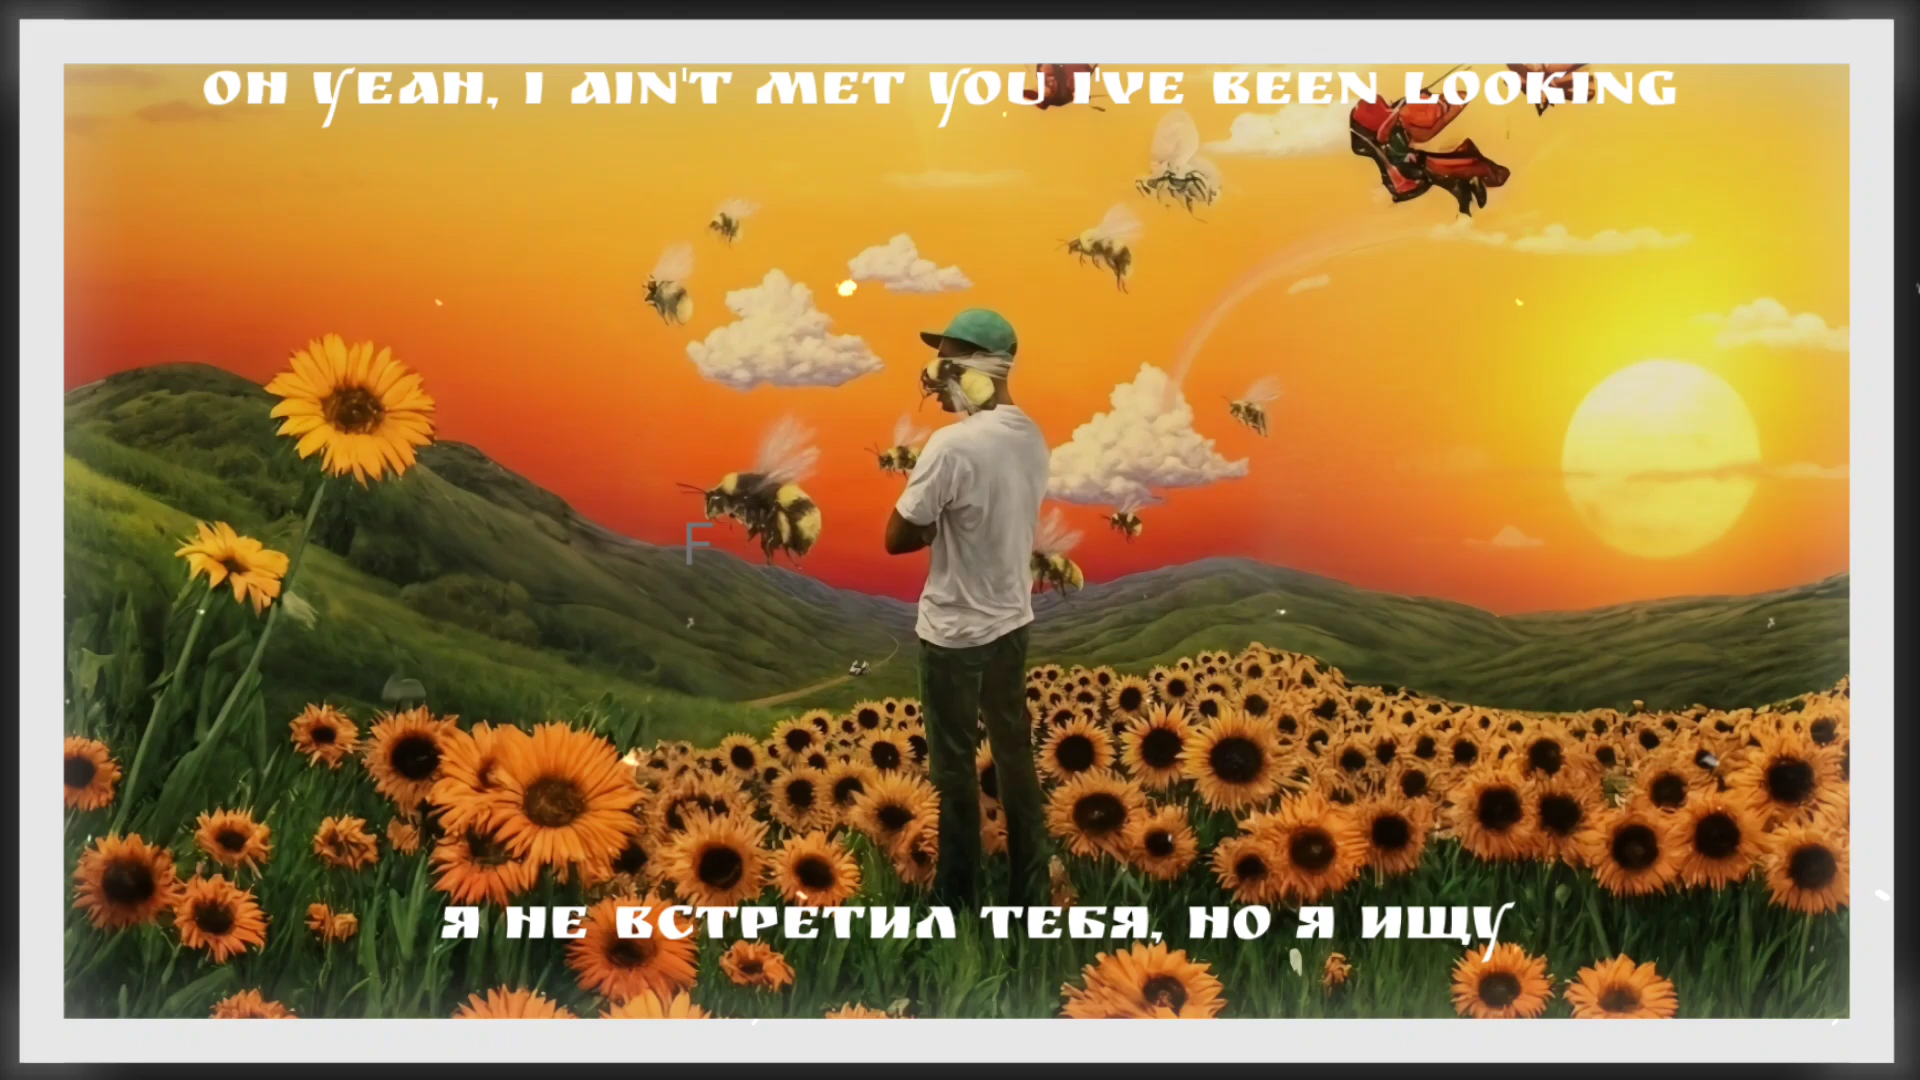 OH YEAH, I AIN'T MET YOU I'VE BEEN LOOKING
F
Я НЕ ВСТРЕТИЛ ТЕБЯ, НО Я ИЩУ